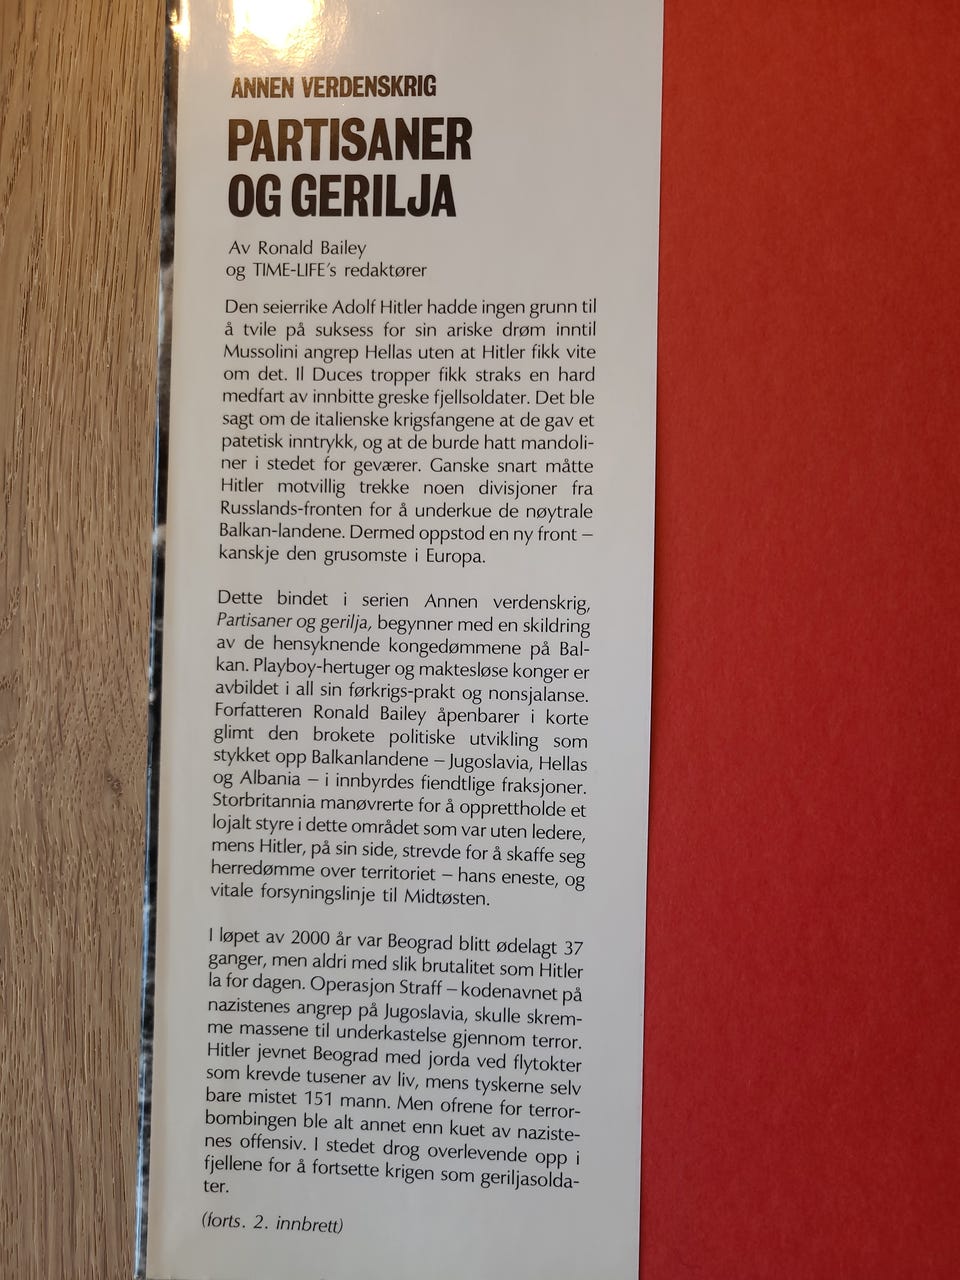 ANNEN VERDENSKRIG
PARTISANER
OG GERILJA
Av Ronald Bailey
og TIME-LIFE's redaktører
Den seierrike Adolf Hitler hadde ingen grunn til
å tvile på suksess for sin ariske drøm inntil
Mussolini angrep Hellas uten at Hitler fikk vite
om det. Il Duces tropper fikk straks en hard
medfart av innbitte greske fjellsoldater. Det ble
sagt om de italienske krigsfangene at de gav et
patetisk inntrykk, og at de burde hatt mandoli-
ner i stedet for geværer. Ganske snart måtte
Hitler motvillig trekke noen divisjoner fra
Russlands-fronten for å underkue de nøytrale
Balkan-landene. Dermed oppstod en ny front –
kanskje den grusomste i Europa.
Dette bindet i serien Annen verdenskrig,
Partisaner og gerilja, begynner med en skildring
av de hensyknende kongedømmene på Bal-
kan. Playboy-hertuger og maktesløse konger er
avbildet i all sin førkrigs-prakt og nonsjalanse.
Forfatteren Ronald Bailey åpenbarer i korte
glimt den brokete politiske utvikling som
stykket opp Balkanlandene – Jugoslavia, Hellas
og Albania – i innbyrdes fiendtlige fraksjoner.
Storbritannia manøvrerte for å opprettholde et
lojalt styre i dette området som var uten ledere,
mens Hitler, på sin side, strevde for å skaffe seg
herredømme over territoriet – hans eneste, og
vitale forsyningslinje til Midtøsten.
I løpet av 2000 år var Beograd blitt ødelagt 37
ganger, men aldri med slik brutalitet som Hitler
la for dagen. Operasjon Straff – kodenavnet på
nazistenes angrep på Jugoslavia, skulle skrem-
me massene til underkastelse gjennom terror.
Hitler jevnet Beograd med jorda ved flytokter
som krevde tusener av liv, mens tyskerne selv
bare mistet 151 mann. Men ofrene for terror-
bombingen ble alt annet enn kuet av naziste-
nes offensiv. I stedet drog overlevende opp i
fjellene for å fortsette krigen som geriljasolda-
ter.
(forts. 2. innbrett)